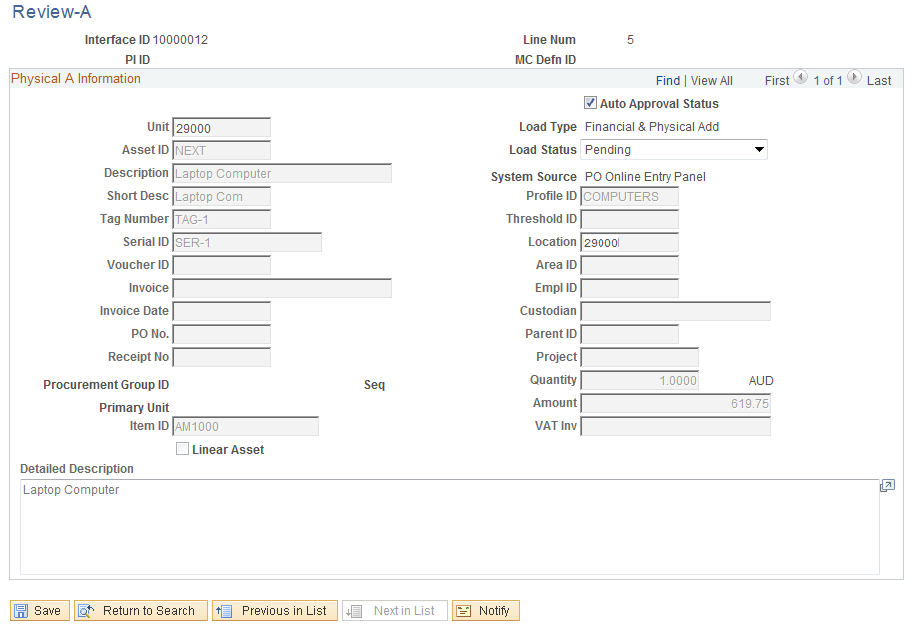 Review-A
Interface ID 10000012 Line Num 5
PI ID MC Defn ID
Physical A Information Find | View All First 1 of 1 Last
Auto Approval Status
Unit 29000 Load Type Financial & Physical Add
Asset ID NEXT Load Status Pending
Description Laptop Computer System Source PO Online Entry Panel
Short Desc Laptop Com Profile ID COMPUTERS
Tag Number TAG-1 Threshold ID
Serial ID SER-1 Location 29000
Voucher ID Area ID
Invoice Empl ID
Invoice Date Custodian
PO No. Parent ID
Receipt No Project
Procurement Group ID Seq Quantity 1.0000 AUD
Primary Unit Amount 619.75
Item ID AM1000 VAT Inv
Linear Asset
Detailed Description
Laptop Computer
Save Return to Search Previous in List Next in List Notify